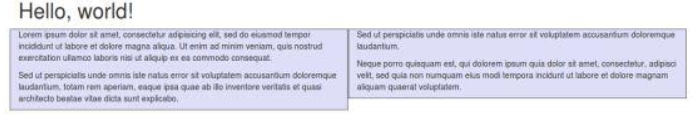 Hello, world!
Lorem ipsum dolor sit amet, consectetur adipisicing elit, sed do eiusmod tempor
incididunt ut labore et dolore magna aliqua. Ut enim ad minim veniam, quis nostrud
exercitation ullamco laboris nisi ut aliquip ex ea commodo consequat.
Sed ut perspiciatis unde omnis iste natus error sit voluptatem accusantium doloremque
laudantium, totam rem aperiam, eaque ipsa quae ab illo inventore veritatis et quasi
architecto beatae vitae dicta sunt explicabo.
Sed ut perspiciatis unde omnis iste natus error sit voluptatem accusantium doloremque
laudantium.
Neque porro quisquam est, qui dolorem ipsum quia dolor sit amet, consectetur, adipisci
velit, sed quia non numquam eius modi tempora incidunt ut labore et dolore magnam
aliquam quaerat voluptatem.